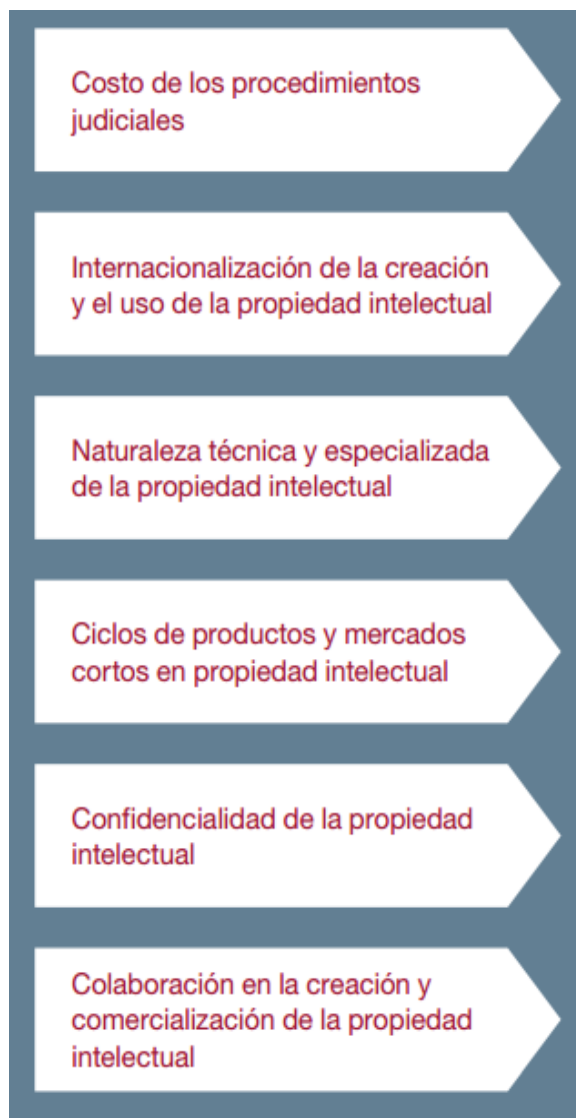 Costo de los procedimientos
judiciales
Internacionalización de la creación
y el uso de la propiedad intelectual
Naturaleza técnica y especializada
de la propiedad intelectual
Ciclos de productos y mercados
cortos en propiedad intelectual
Confidencialidad de la propiedad
intelectual
Colaboración en la creación y
comercialización de la propiedad
intelectual